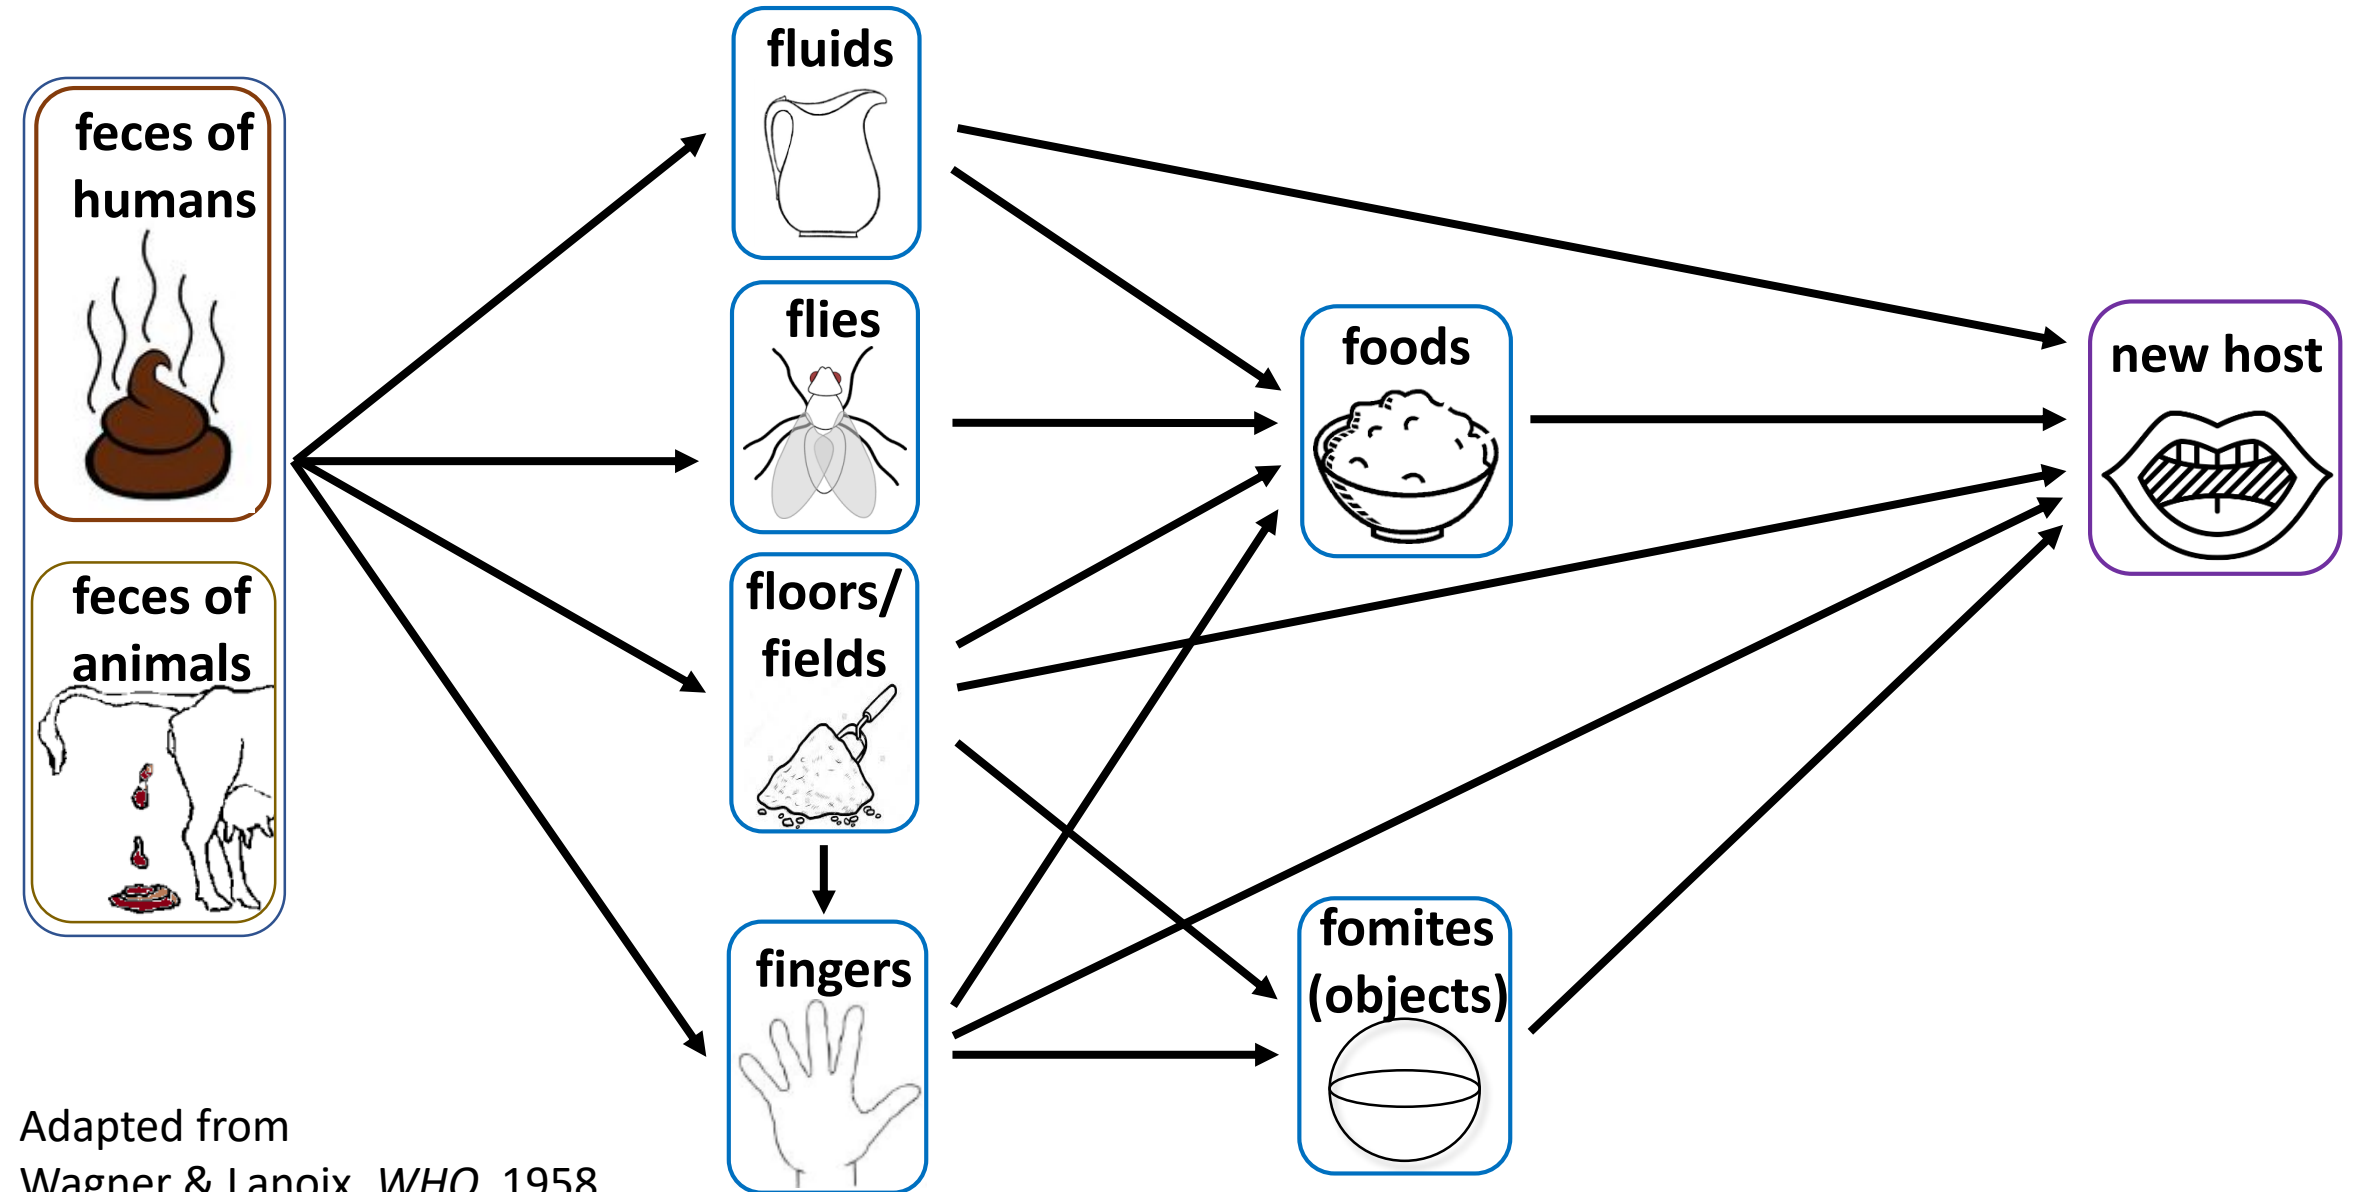 feces of
humans
feces of
animals
fluids
flies
floors/
fields
fingers
foods
fomites
(objects)
new host
Adapted from
Wagner & Lanoix, WHO, 1958